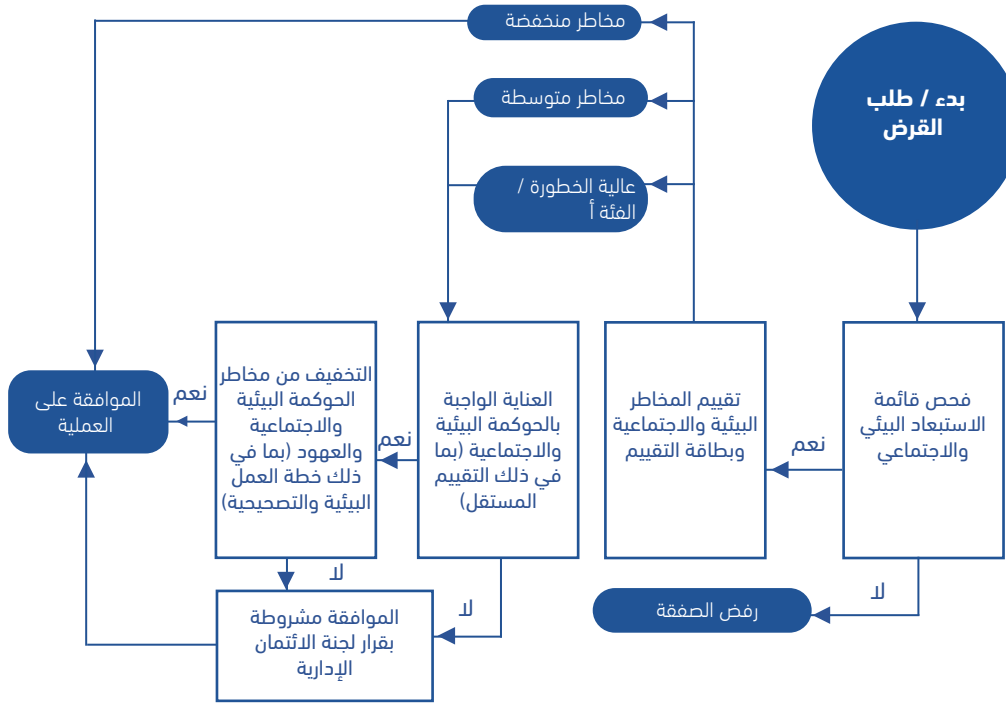 بدء / طلب
القرض
مخاطر منخفضة
مخاطر متوسطة
عالية الخطورة /
الفئة أ
فحص قائمة
الاستبعاد البيئي
والاجتماعي
نعم
لا
رفض الصفقة
تقييم المخاطر
البيئية والاجتماعية
وبطاقة التقييم
العناية الواجبة
بالحوكمة البيئية
والاجتماعية (بما
في ذلك التقييم
المستقل)
نعم
لا
التخفيف من مخاطر
الحوكمة البيئية
والاجتماعية
والعهود (بما في
ذلك خطة العمل
البيئية والتصحيحية)
نعم
لا
الموافقة على
العملية
الموافقة مشروطة
بقرار لجنة الائتمان
الإدارية